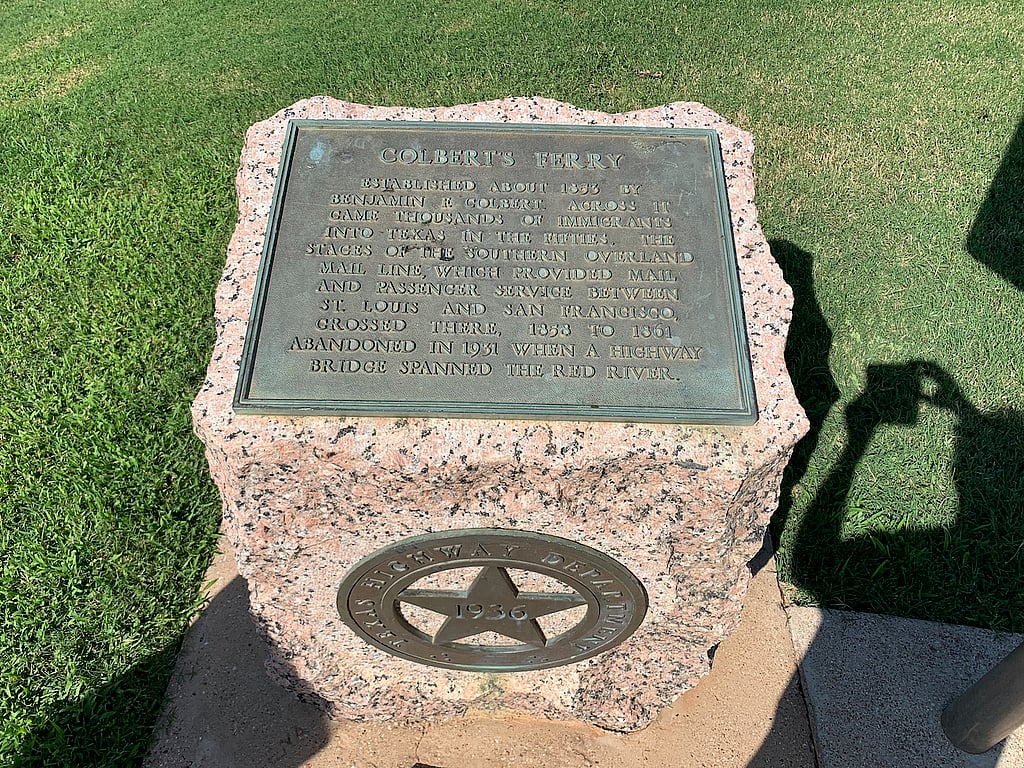 COLBERT'S FERRY
ESTABLISHED ABOUT 1853 BY
BENJAMIN F. COLBERT. ACROSS IT
CAME THOUSANDS OF IMMIGRANTS
INTO TEXAS IN THE FIFTIES. THE
STAGES OF THE SOUTHERN OVERLAND
MAIL LINE, WHICH PROVIDED MAIL
AND PASSENGER SERVICE BETWEEN
ST. LOUIS AND SAN FRANCISCO,
CROSSED THERE, 1858 TO 1861
ABANDONED IN 1931 WHEN A HIGHWAY
BRIDGE SPANNED THE RED RIVER.
TEXAS HIGHWAY DEPARTMENT
1936